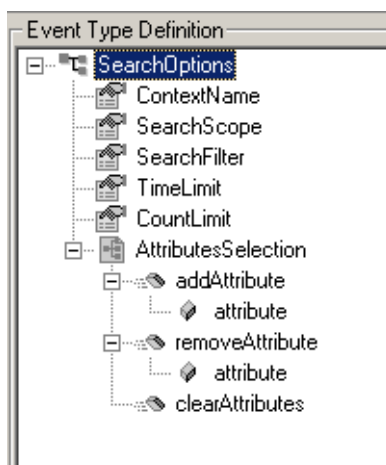 Event Type Definition
SearchOptions
ContextName
SearchScope
SearchFilter
TimeLimit
CountLimit
AttributesSelection
addAttribute
attribute
removeAttribute
attribute
clearAttributes